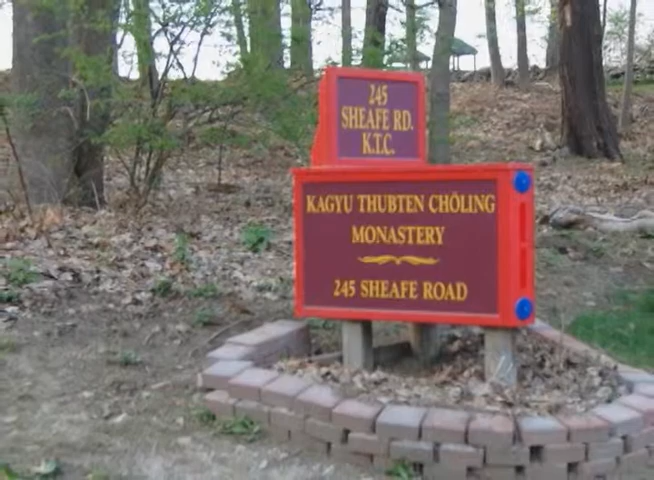 245
SHEAFE RD.
K.T.C.
KAGYU THUBTEN CHÖLING
MONASTERY
245 SHEAFE ROAD